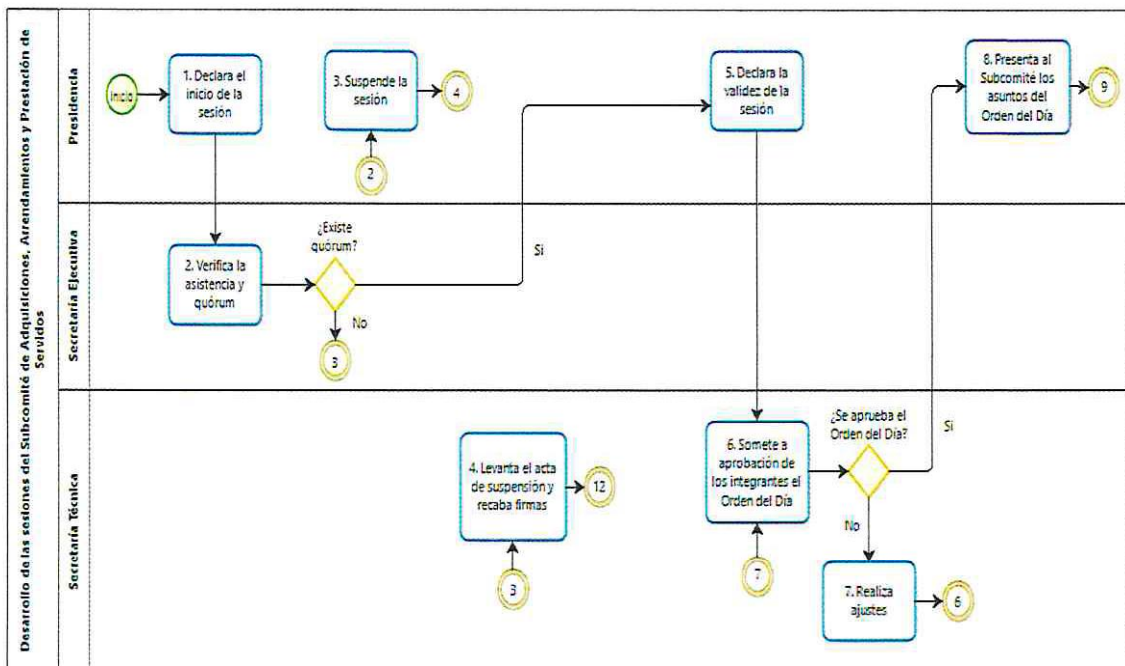 Desarrollo de las sesiones del Subcomité de Adquisiciones, Arrendamientos y Prestación de
Servidos
Presidencia
Inicio
1. Declara el
inicio de la
sesión
3. Suspende la
sesión
4
2
5. Declara la
validez de la
sesión
8. Presenta al
Subcomité los
asuntos del
Orden del Día
9
Secretaría Ejecutiva
2. Verifica la
asistencia y
quórum
¿Existe
quórum?
Si
No
3
Secretaría Técnica
4. Levanta el acta
de suspensión y
recaba firmas
12
3
6. Somete a
aprobación de
los integrantes el
Orden del Día
7
¿Se aprueba el
Orden del Día?
Si
No
7. Realiza
ajustes
6